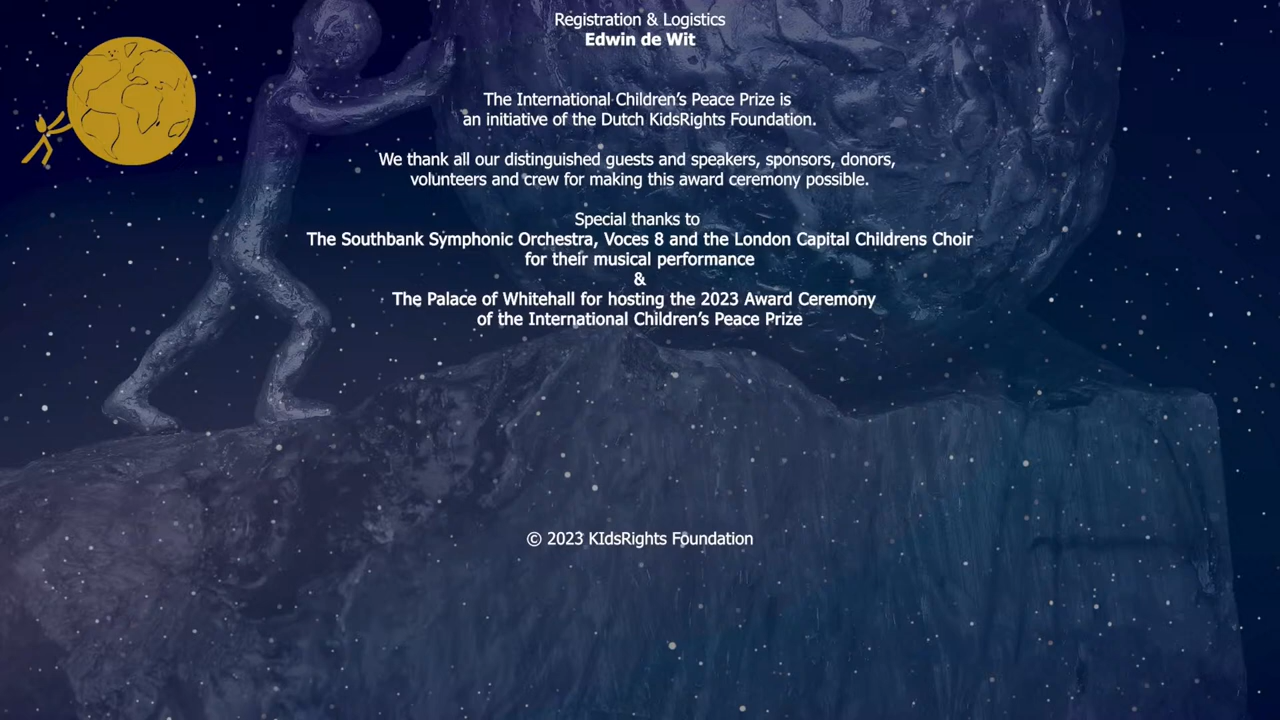 Registration & Logistics
Edwin de Wit
The International Children's Peace Prize is
an initiative of the Dutch KidsRights Foundation.
We thank all our distinguished guests and speakers, sponsors, donors,
volunteers and crew for making this award ceremony possible.
Special thanks to
The Southbank Symphonic Orchestra, Voces 8 and the London Capital Childrens Choir
for their musical performance
&
The Palace of Whitehall for hosting the 2023 Award Ceremony
of the International Children's Peace Prize
© 2023 KIdsRights Foundation